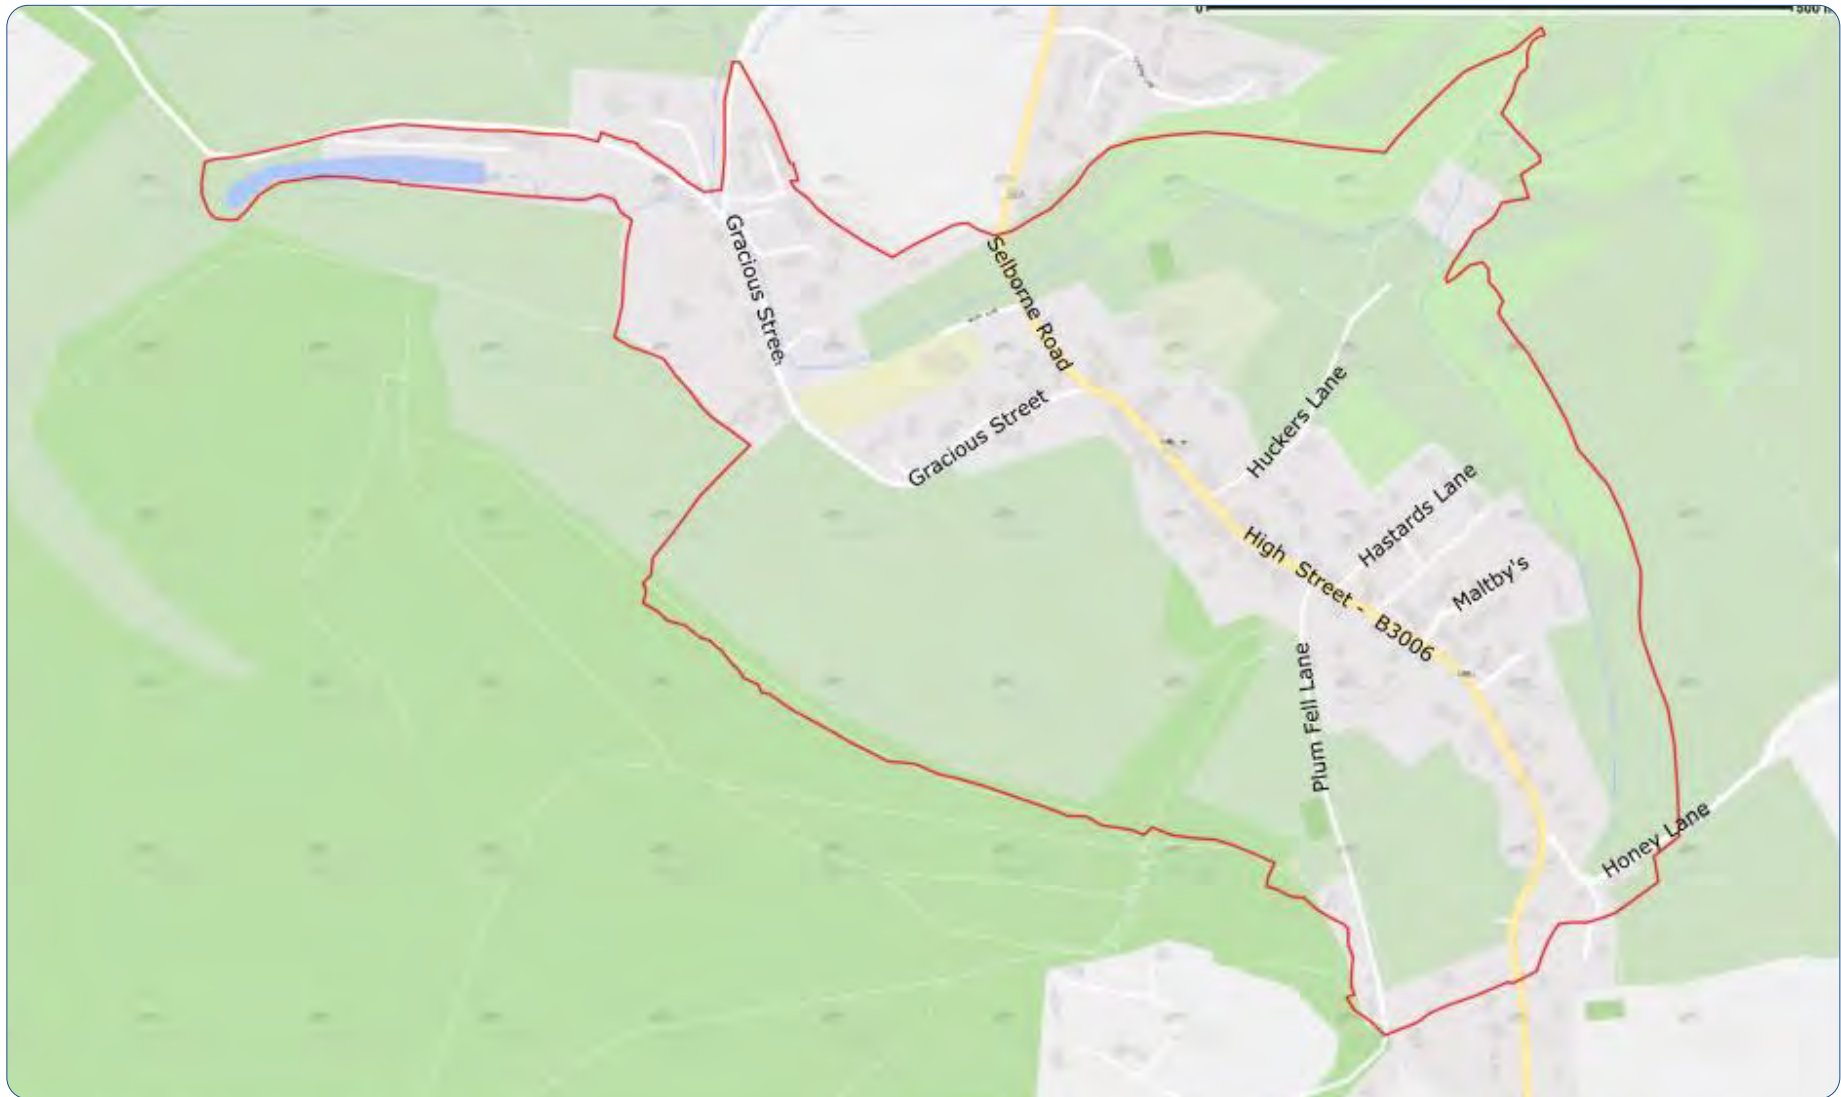 0
500 m
Gracious Stree
Selborne Road
Gracious Street
Huckers Lane
Hastards Lane
High Street - B3006
Maltby's
Plum Fell Lane
Honey Lane